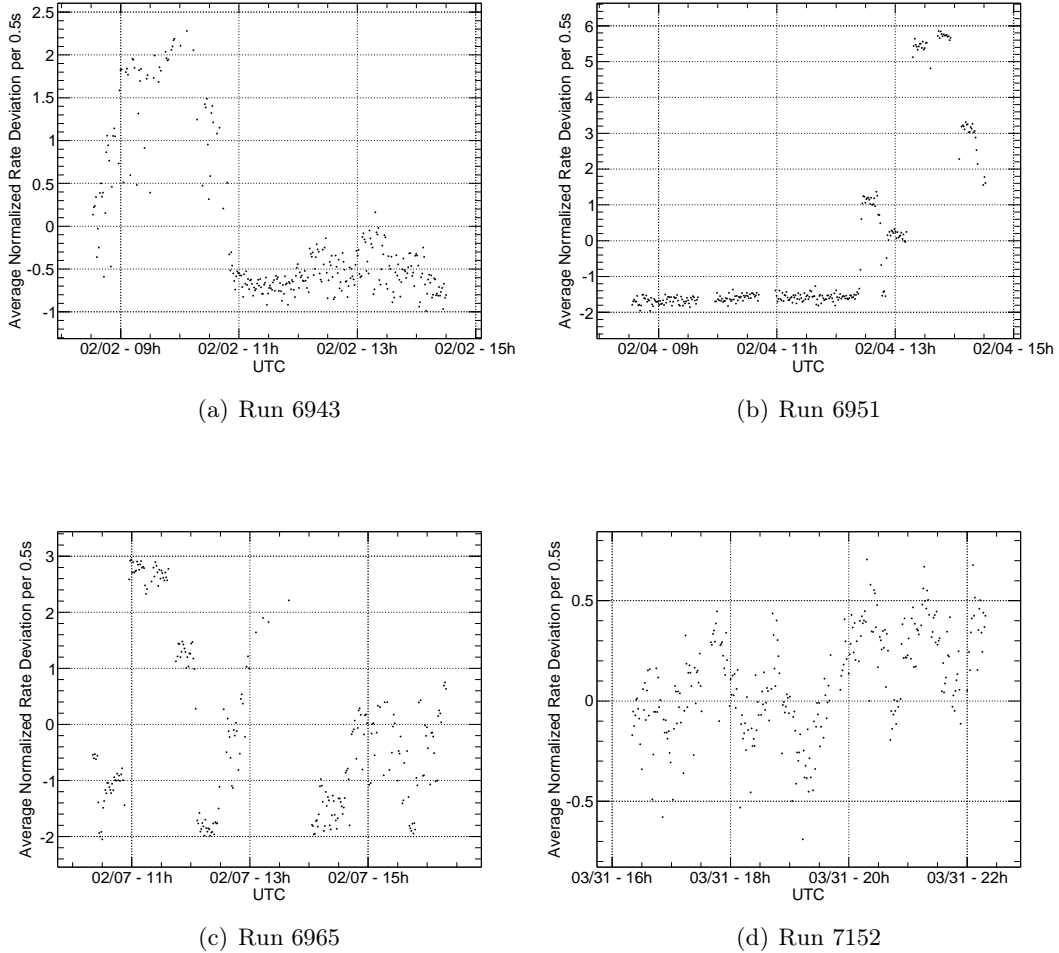 Average Normalized Rate Deviation per 0.5s
2.5
2
1.5
1
0.5
0
-0.5
-1
02/02 - 09h
02/02 - 11h
02/02 - 13h
02/02 - 15h
UTC
(a) Run 6943
Average Normalized Rate Deviation per 0.5s
6
5
4
3
2
1
0
-1
-2
02/04 - 09h
02/04 - 11h
02/04 - 13h
02/04 - 15h
UTC
(b) Run 6951
Average Normalized Rate Deviation per 0.5s
3
2
1
0
-1
-2
02/07 - 11h
02/07 - 13h
02/07 - 15h
UTC
(c) Run 6965
Average Normalized Rate Deviation per 0.5s
0.5
0
-0.5
03/31 - 16h
03/31 - 18h
03/31 - 20h
03/31 - 22h
UTC
(d) Run 7152